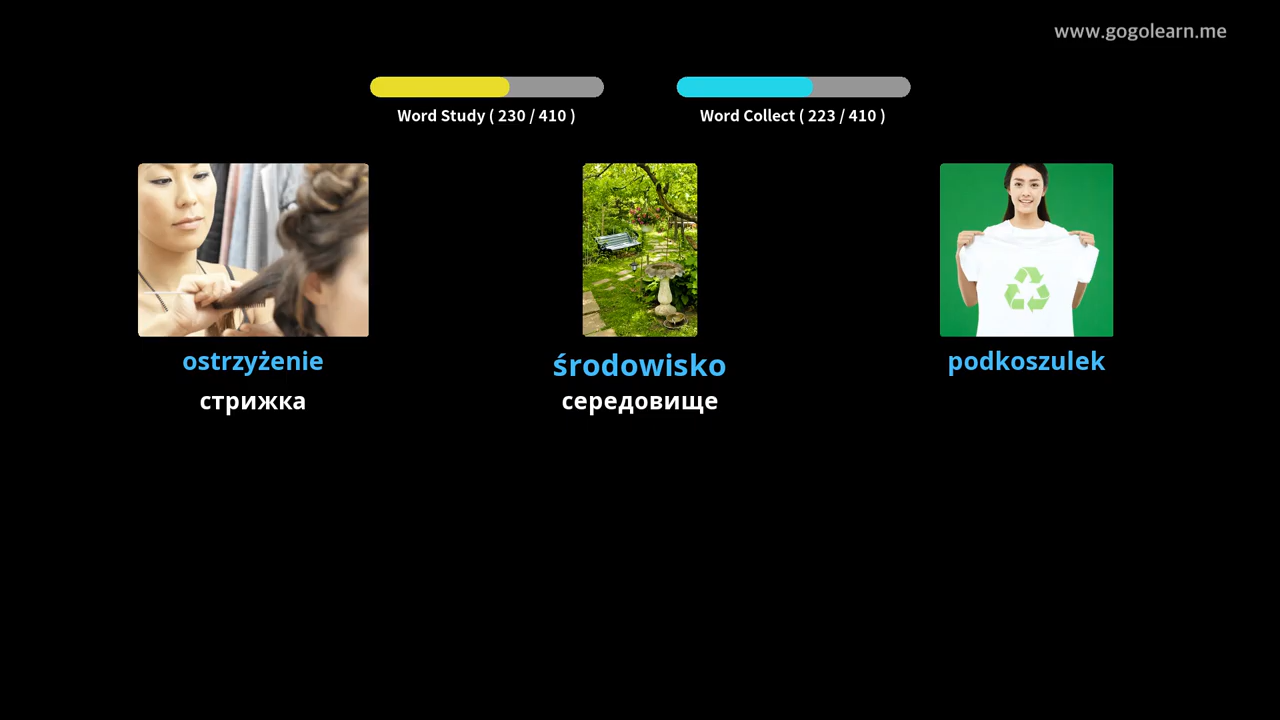 www.gogolearn.me
Word Study ( 230 / 410 )
Word Collect ( 223 / 410 )
ostrzyżenie
стрижка
środowisko
середовище
podkoszulek